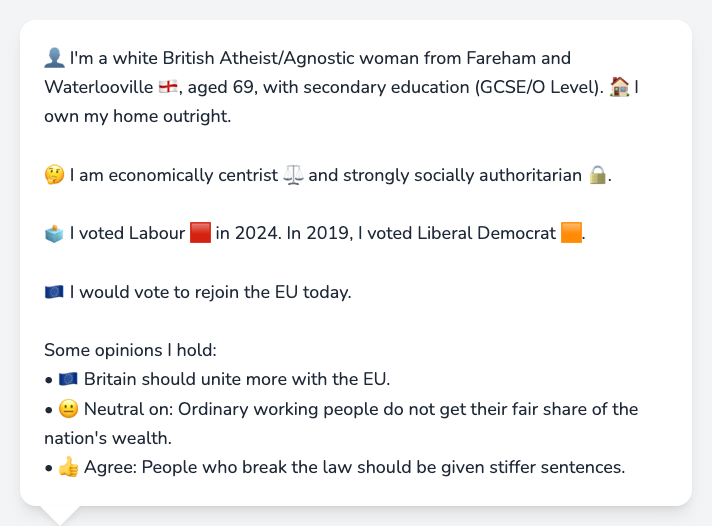 👤 I'm a white British Atheist/Agnostic woman from Fareham and
Waterlooville 🏴󠁧󠁢󠁥󠁮󠁧󠁿, aged 69, with secondary education (GCSE/O Level). 🏠 I
own my home outright.
🤔 I am economically centrist ⚖️ and strongly socially authoritarian 🔒.
🗳️ I voted Labour 🟥 in 2024. In 2019, I voted Liberal Democrat 🟧.
🇪🇺 I would vote to rejoin the EU today.
Some opinions I hold:
• 🇪🇺 Britain should unite more with the EU.
• 😐 Neutral on: Ordinary working people do not get their fair share of the
nation's wealth.
• 👍 Agree: People who break the law should be given stiffer sentences.